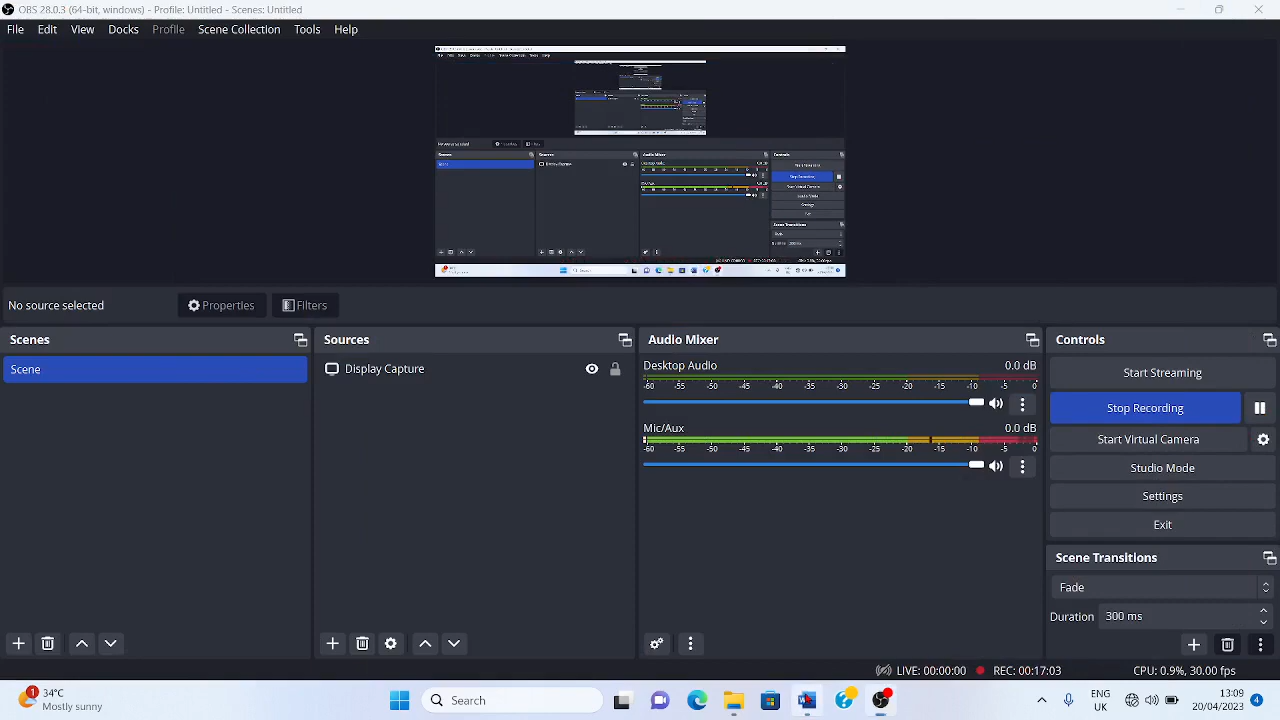 OBS 28.0.3 (64-bit, windows) - Profile: Untitled - Scenes: Untitled
File Edit View Docks Profile Scene Collection Tools Help
No source selected Properties Filters
Scenes
Scene
Sources
Display Capture
Audio Mixer
Desktop Audio 0.0 dB
-60 -55 -50 -45 -40 -35 -30 -25 -20 -15 -10 -5 0
Mic/Aux 0.0 dB
-60 -55 -50 -45 -40 -35 -30 -25 -20 -15 -10 -5 0
Controls
Start Streaming
Stop Recording
Start Virtual Camera
Studio Mode
Settings
Exit
Scene Transitions
Fade
Duration 300 ms
LIVE: 00:00:00 REC: 00:17:03 CPU: 0.9%, 30.00 fps
1
34°C
Mostly sunny
Search
ENG
UK
13:09
20/04/2023
4